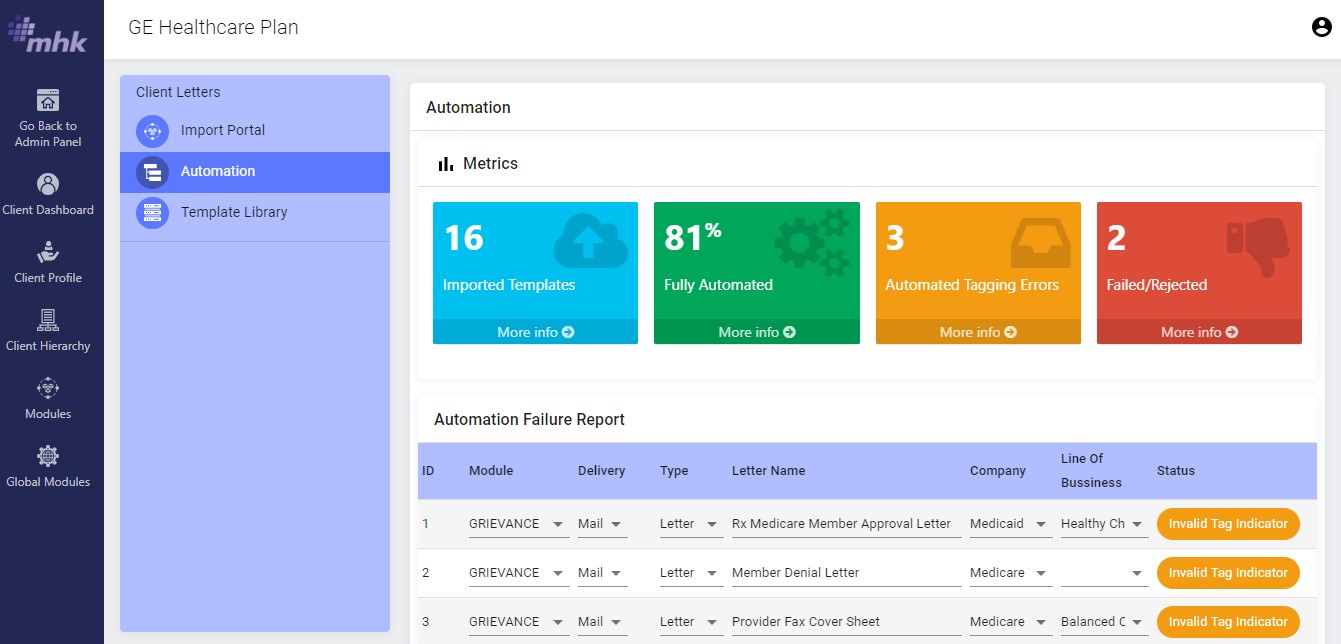 mhk
GE Healthcare Plan
Go Back to
Admin Panel
Client Dashboard
Client Profile
Client Hierarchy
Modules
Global Modules
Client Letters
Import Portal
Automation
Template Library
Automation
Metrics
16
Imported Templates
More info
81%
Fully Automated
More info
3
Automated Tagging Errors
More info
2
Failed/Rejected
More info
Automation Failure Report
ID Module Delivery Type Letter Name Company Line Of Bussiness Status
1 GRIEVANCE Mail Letter Rx Medicare Member Approval Letter Medicaid Healthy Ch Invalid Tag Indicator
2 GRIEVANCE Mail Letter Member Denial Letter Medicare Invalid Tag Indicator
3 GRIEVANCE Mail Letter Provider Fax Cover Sheet Medicare Balanced C Invalid Tag Indicator